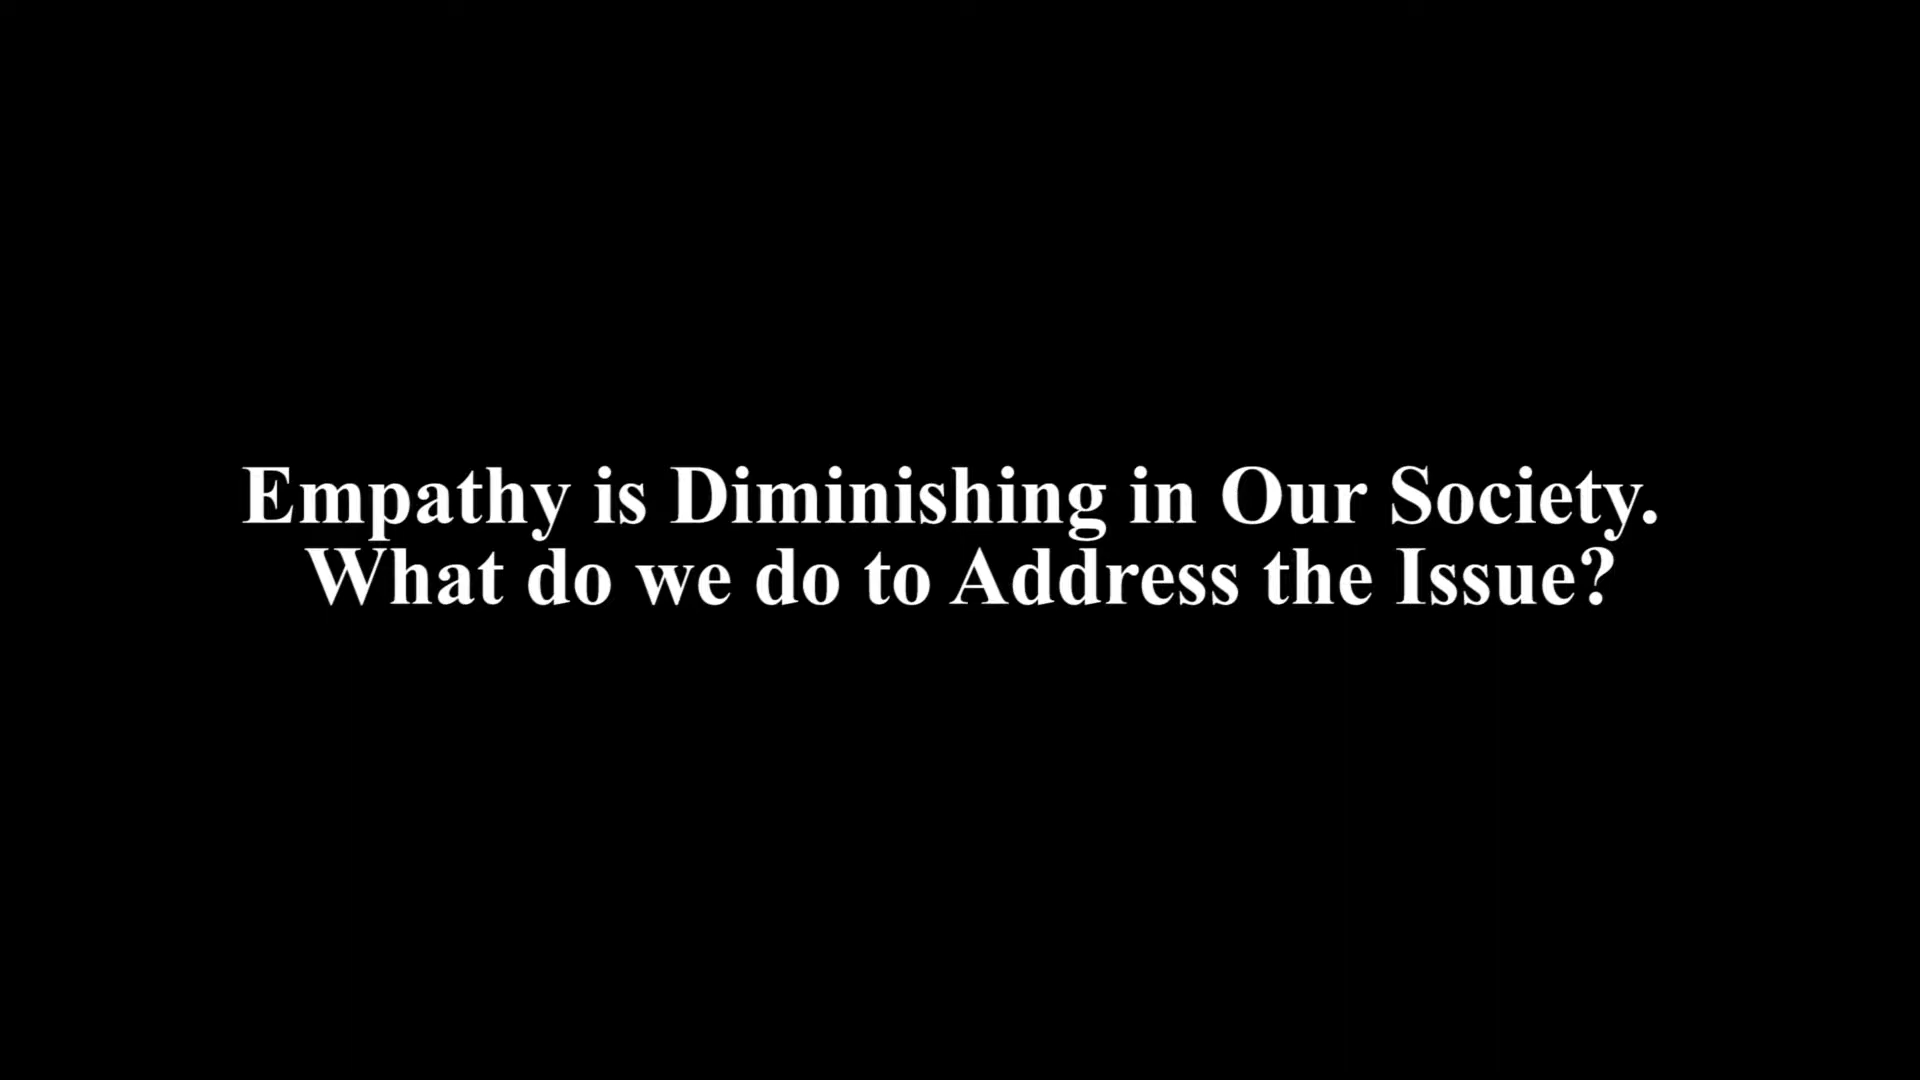 Empathy is Diminishing in Our Society.
What do we do to Address the Issue?